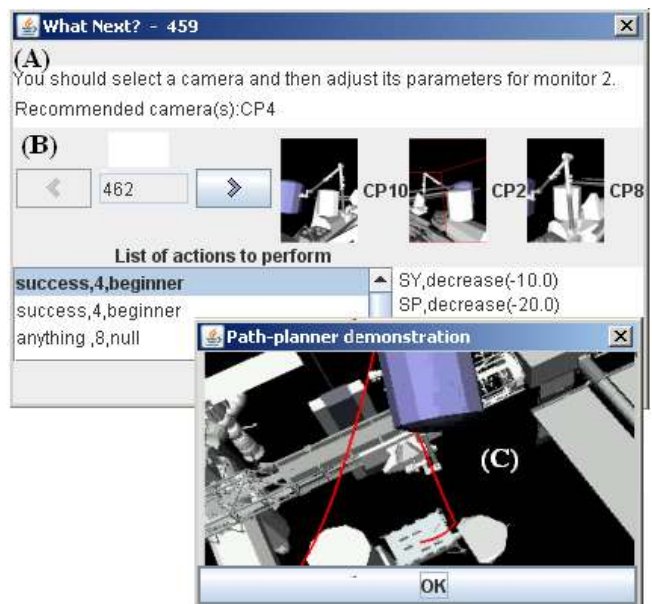 What Next? - 459
(A)
You should select a camera and then adjust its parameters for monitor 2.
Recommended camera(s):CP4
(B)
462
CP10
CP2
CP8
List of actions to perform
success,4,beginner
SY,decrease(-10.0)
success,4,beginner
SP,decrease(-20.0)
anything ,8,null
Path-planner demonstration
(C)
OK